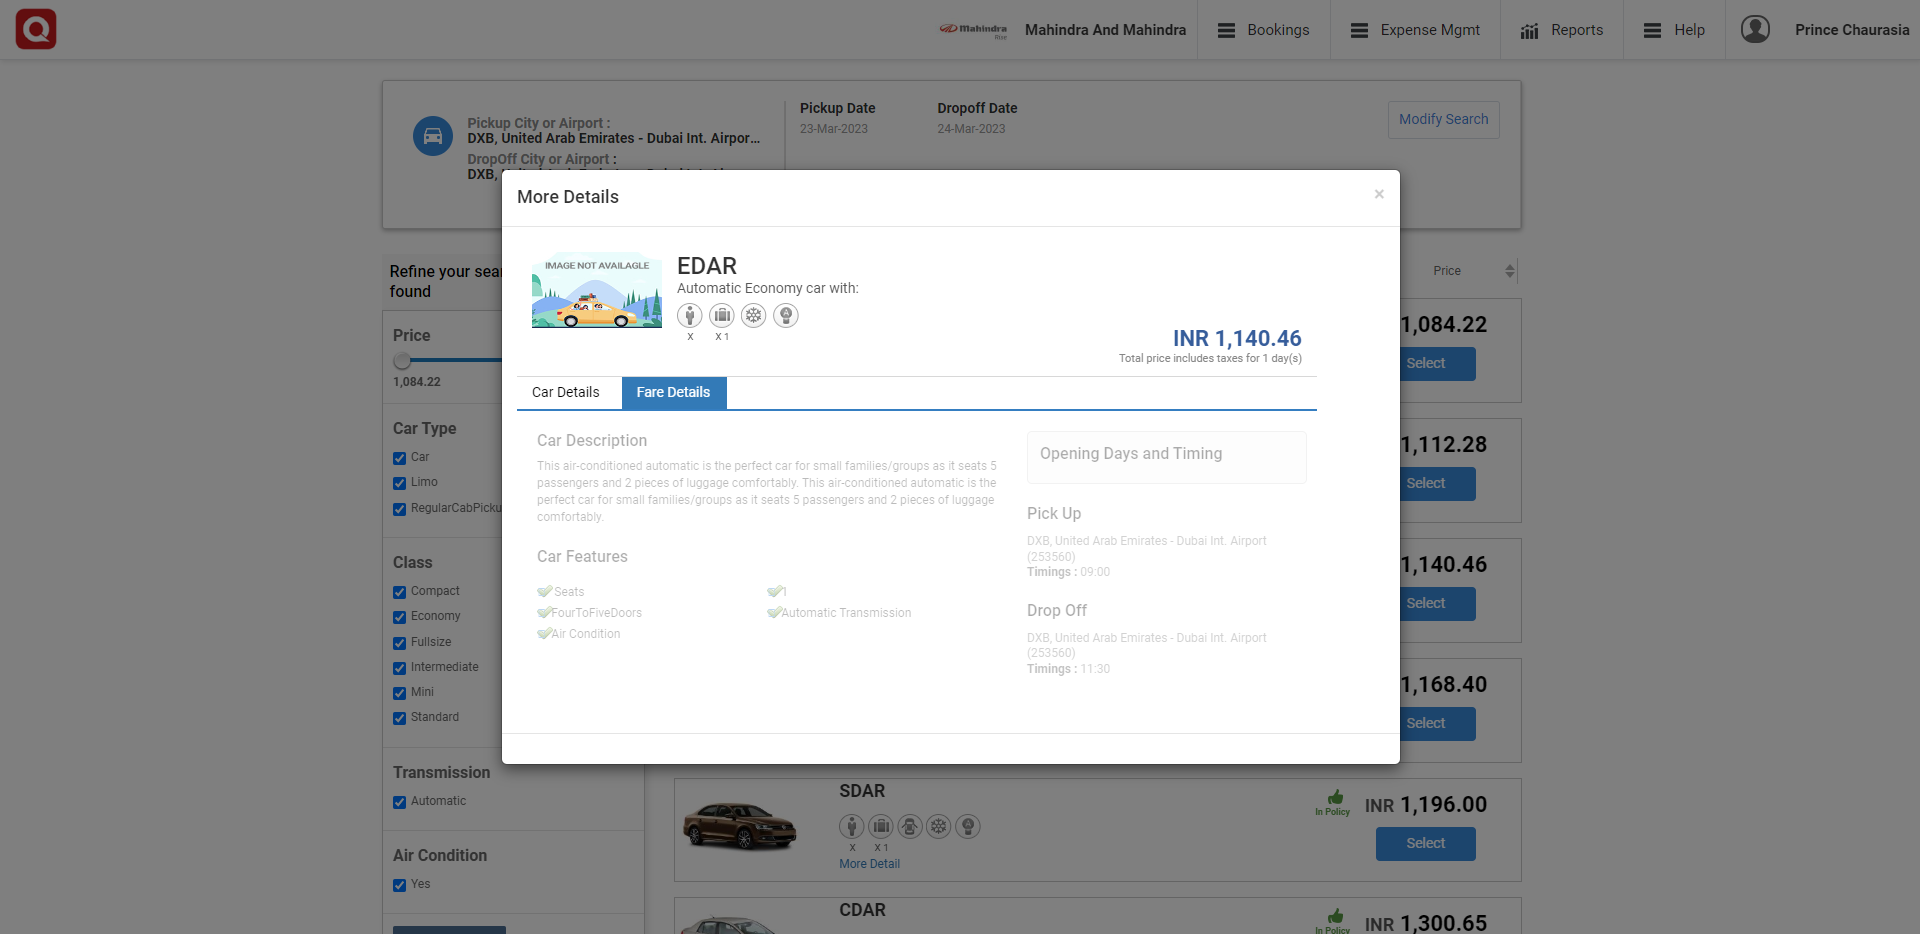 Mahindra
Rise
Mahindra And Mahindra
Bookings
Expense Mgmt
Reports
Help
Prince Chaurasia
Pickup City or Airport :
DXB, United Arab Emirates - Dubai Int. Airpor...
DropOff City or Airport :
DXB,
Pickup Date
23-Mar-2023
Dropoff Date
24-Mar-2023
Modify Search
More Details
×
IMAGE NOT AVAILAGLE
EDAR
Automatic Economy car with:
A
X
X 1
INR 1,140.46
Total price includes taxes for 1 day(s)
Car Details
Fare Details
Car Description
This air-conditioned automatic is the perfect car for small families/groups as it seats 5
passengers and 2 pieces of luggage comfortably. This air-conditioned automatic is the
perfect car for small families/groups as it seats 5 passengers and 2 pieces of luggage
comfortably.
Car Features
Seats
1
FourToFiveDoors
Automatic Transmission
Air Condition
Opening Days and Timing
Pick Up
DXB, United Arab Emirates - Dubai Int. Airport
(253560)
Timings : 09:00
Drop Off
DXB, United Arab Emirates - Dubai Int. Airport
(253560)
Timings : 11:30
Refine your sear
found
Price
1,084.22
Car Type
Car
Limo
RegularCabPicku
Class
Compact
Economy
Fullsize
Intermediate
Mini
Standard
Transmission
Automatic
Air Condition
Yes
Price
1,084.22
Select
1,112.28
Select
1,140.46
Select
1,168.40
Select
SDAR
A
X
X 1
More Detail
In Policy
INR 1,196.00
Select
CDAR
In Policy
INR 1,300.65